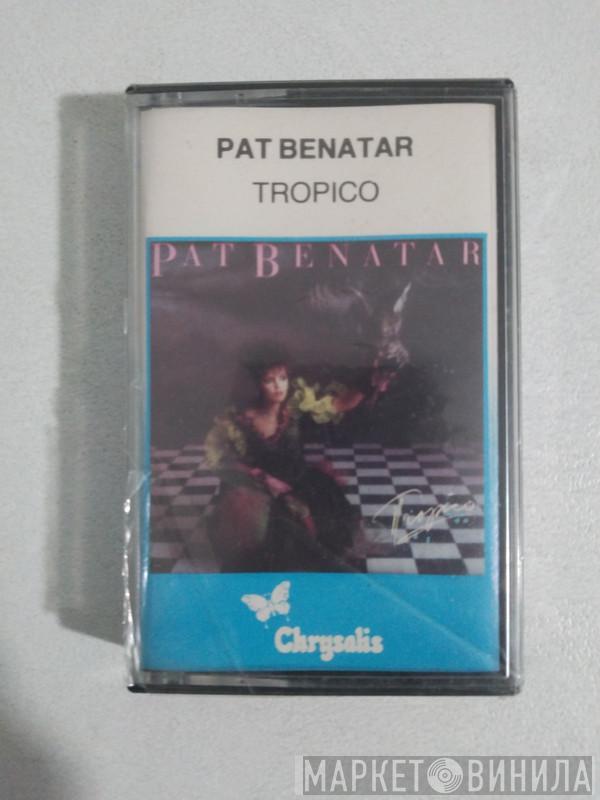 PAT BENATAR
TROPICO
PAT BENATAR
Tropico
Chrysalis
МАРКЕТ ВИНИЛА